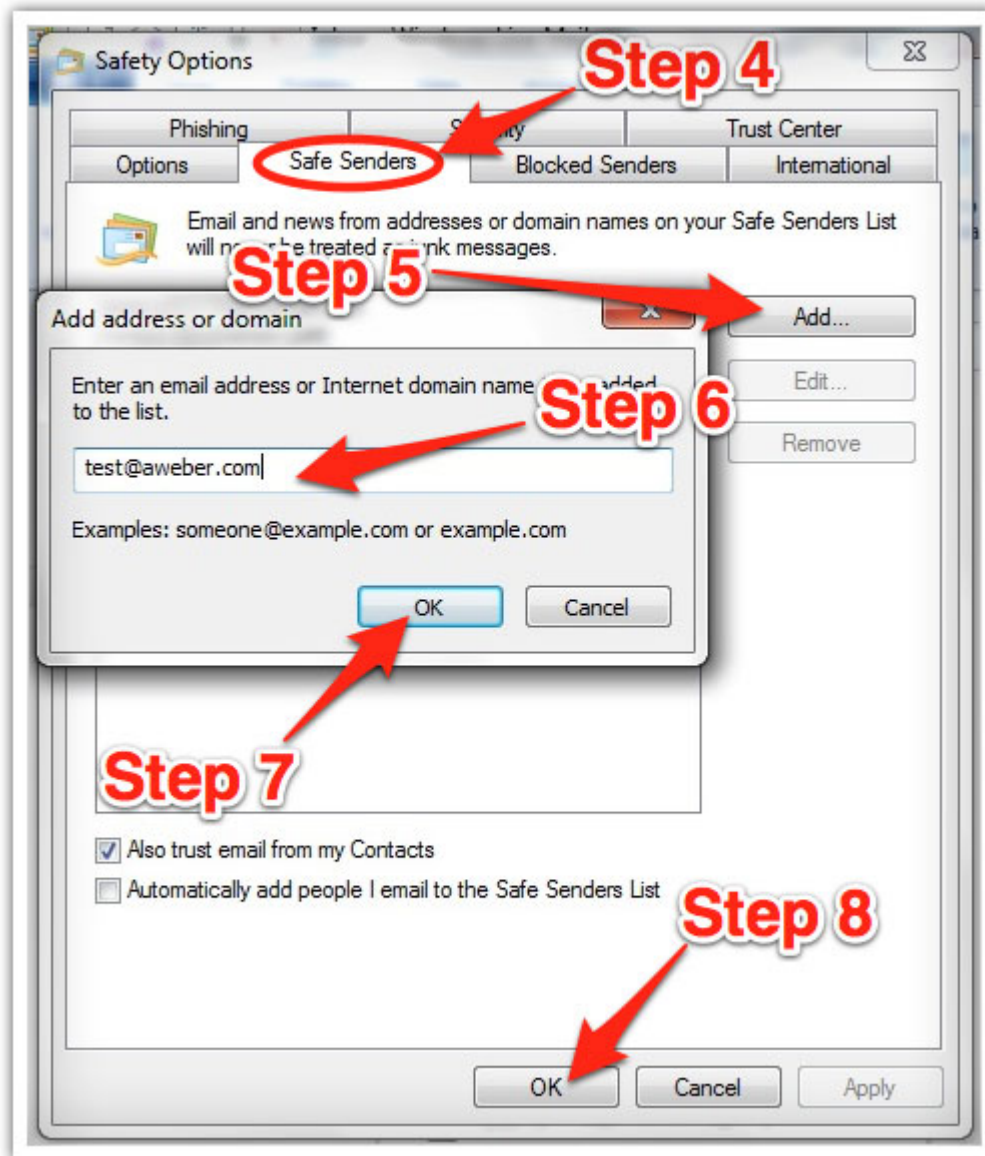 Safety Options
Step 4
Phishing
Trust Center
Options
Safe Senders
Blocked Senders
International
Email and news from addresses or domain names on your Safe Senders List
will never be treated as junk messages.
Step 5
Add address or domain
Add...
Enter an email address or Internet domain name added
to the list.
Edit...
Step 6
Remove
test@aweber.com
Examples: someone@example.com or example.com
OK
Cancel
Step 7
Also trust email from my Contacts
Automatically add people I email to the Safe Senders List
Step 8
OK
Cancel
Apply